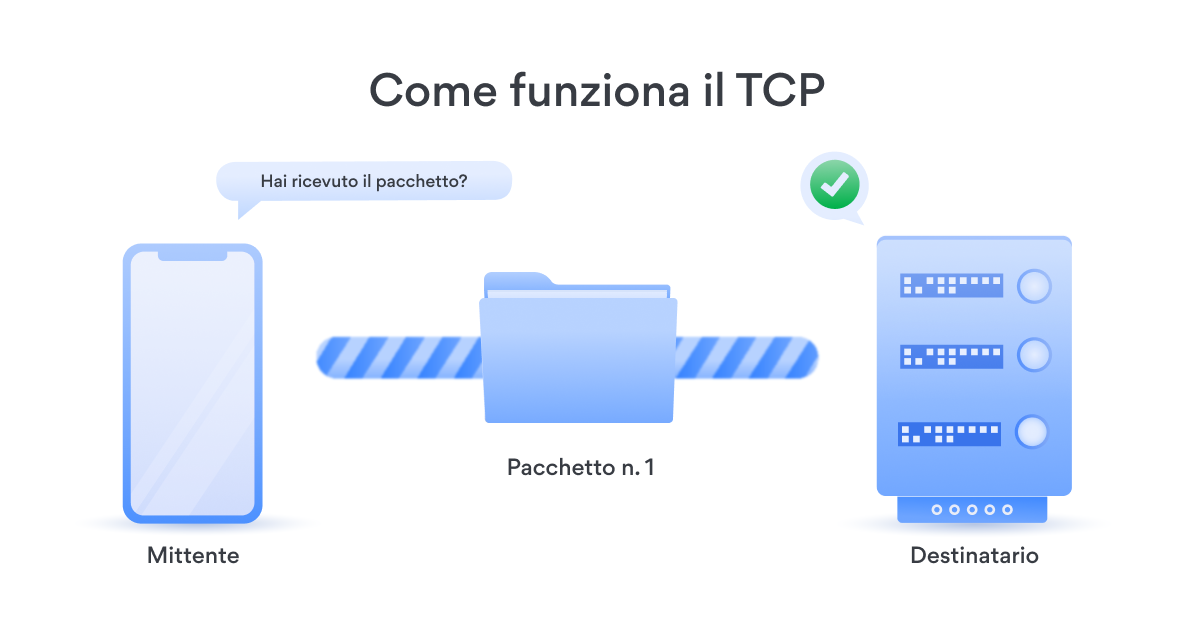 Come funziona il TCP
Hai ricevuto il pacchetto?
Pacchetto n. 1
Mittente
Destinatario